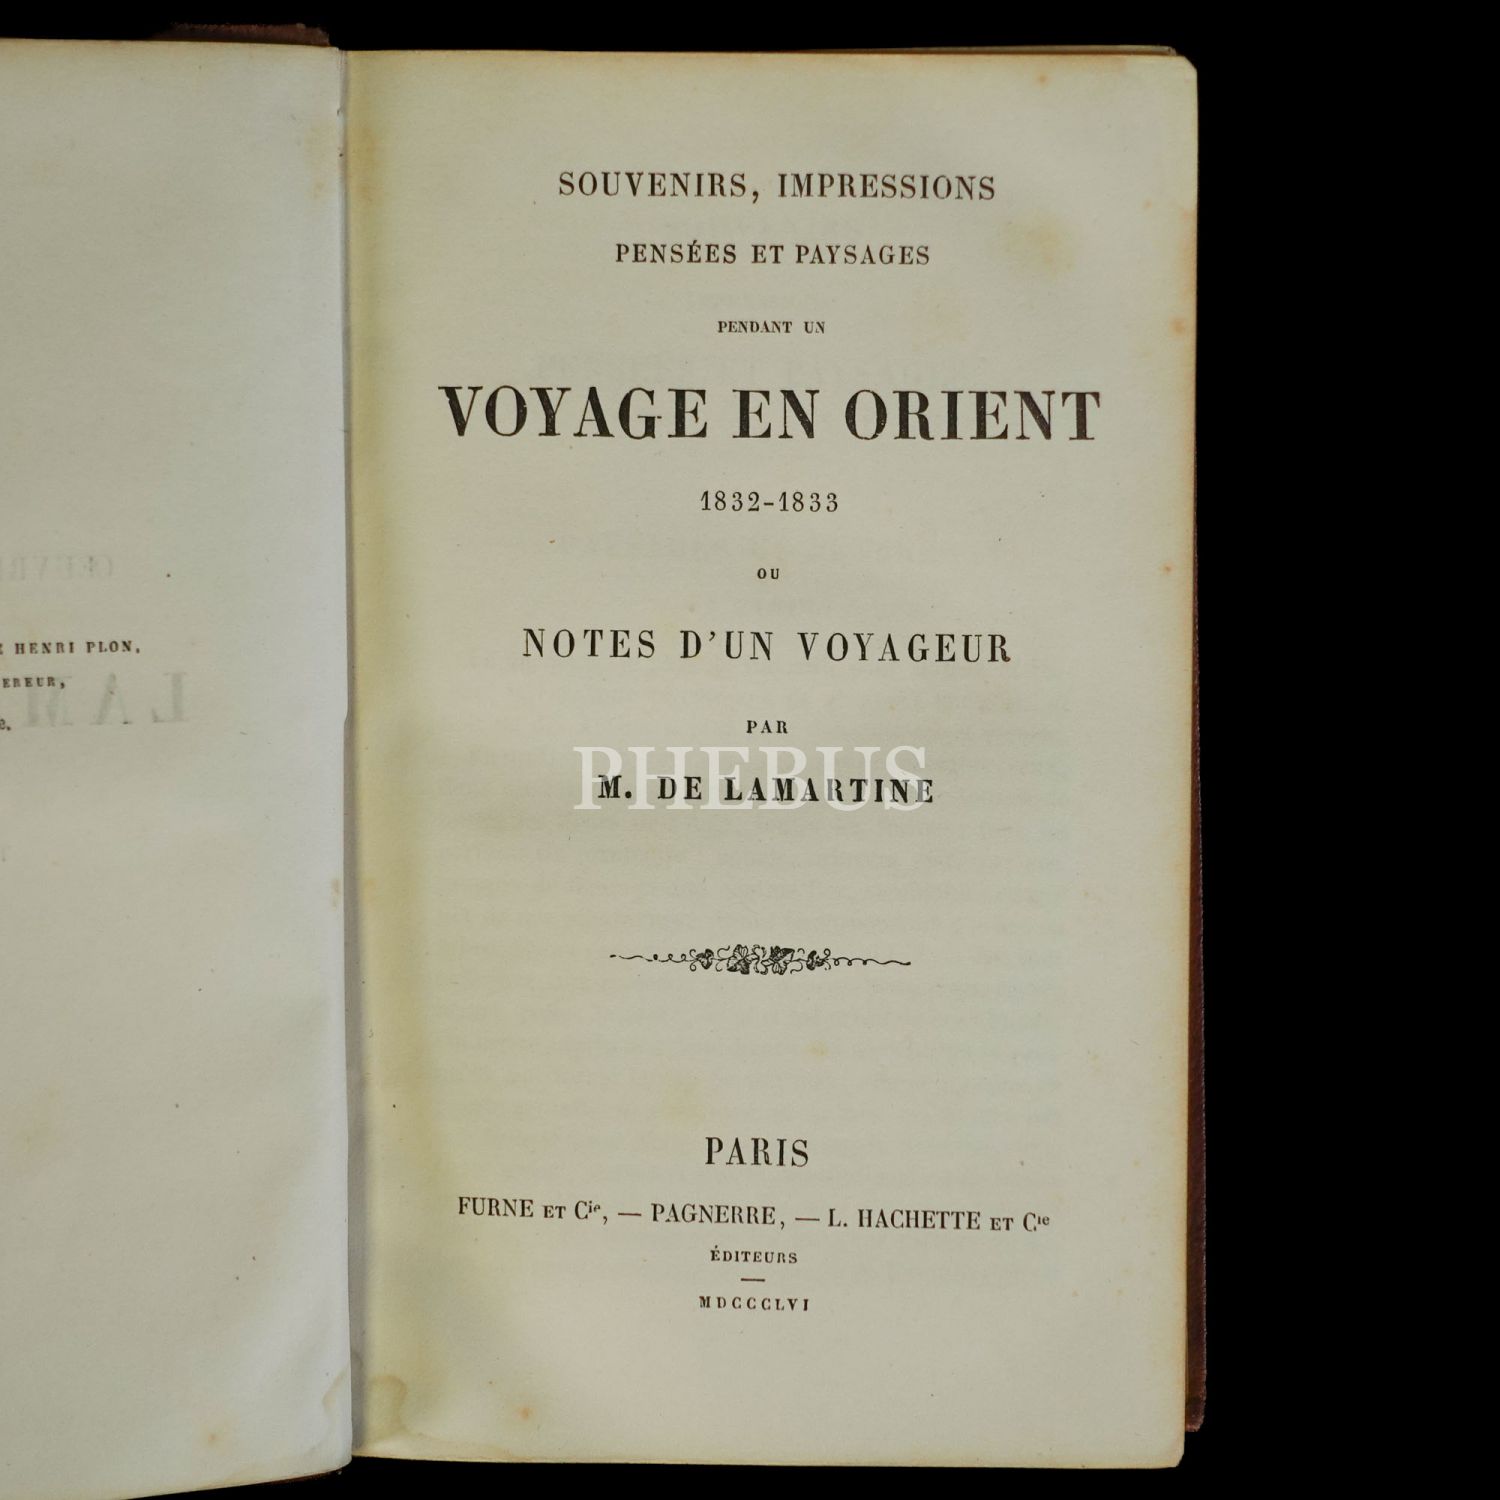 HENRI PLON,
SOUVENIRS, IMPRESSIONS
PENSÉES ET PAYSAGES
PENDANT UN
VOYAGE EN ORIENT
1832-1833
OU
NOTES D'UN VOYAGEUR
PAR
M. DE LAMARTINE
PHEBUS
PARIS
FURNE ET Cie, — PAGNERRE, — L. HACHETTE ET Cie
ÉDITEURS
MDCCCLVI